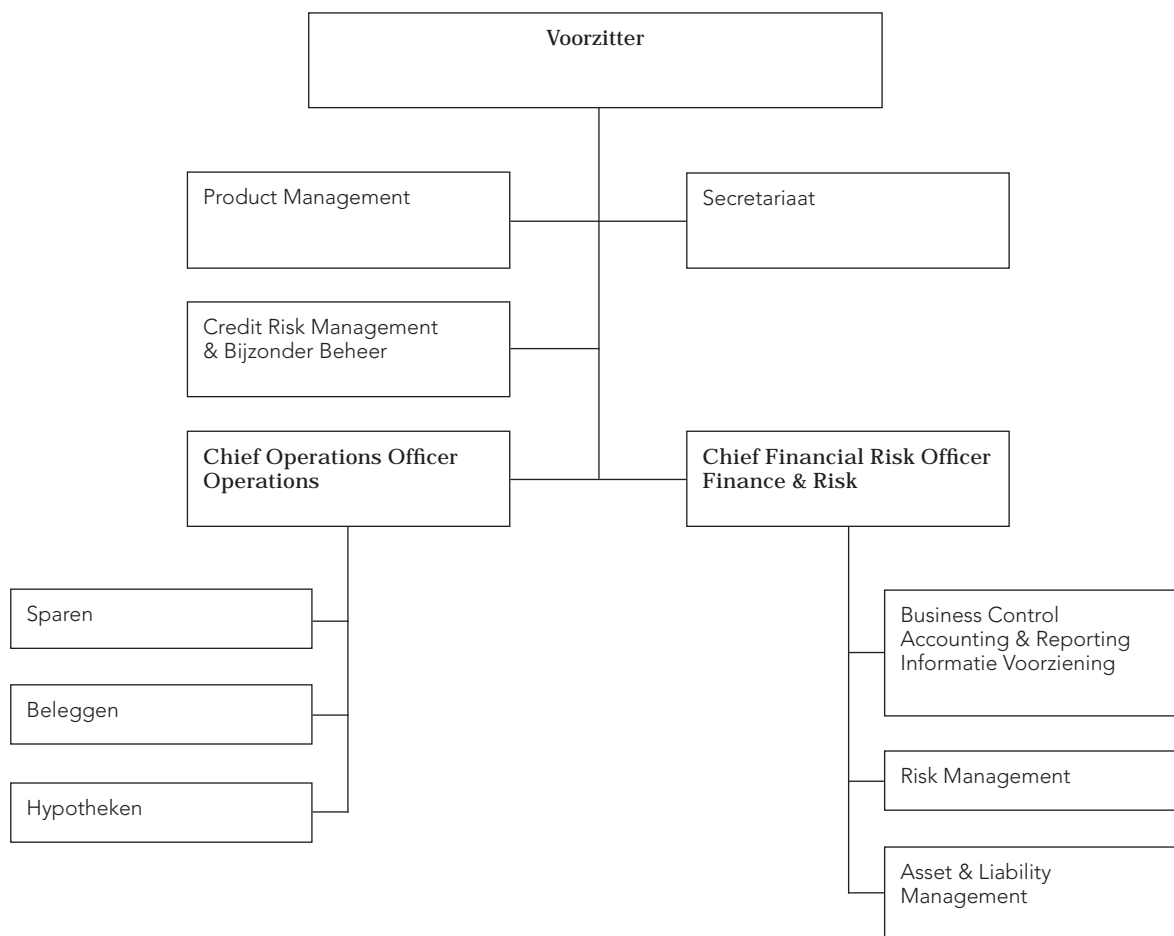 Voorzitter
Product Management
Secretariaat
Credit Risk Management
& Bijzonder Beheer
Chief Operations Officer
Operations
Chief Financial Risk Officer
Finance & Risk
Sparen
Beleggen
Hypotheken
Business Control
Accounting & Reporting
Informatie Voorziening
Risk Management
Asset & Liability
Management